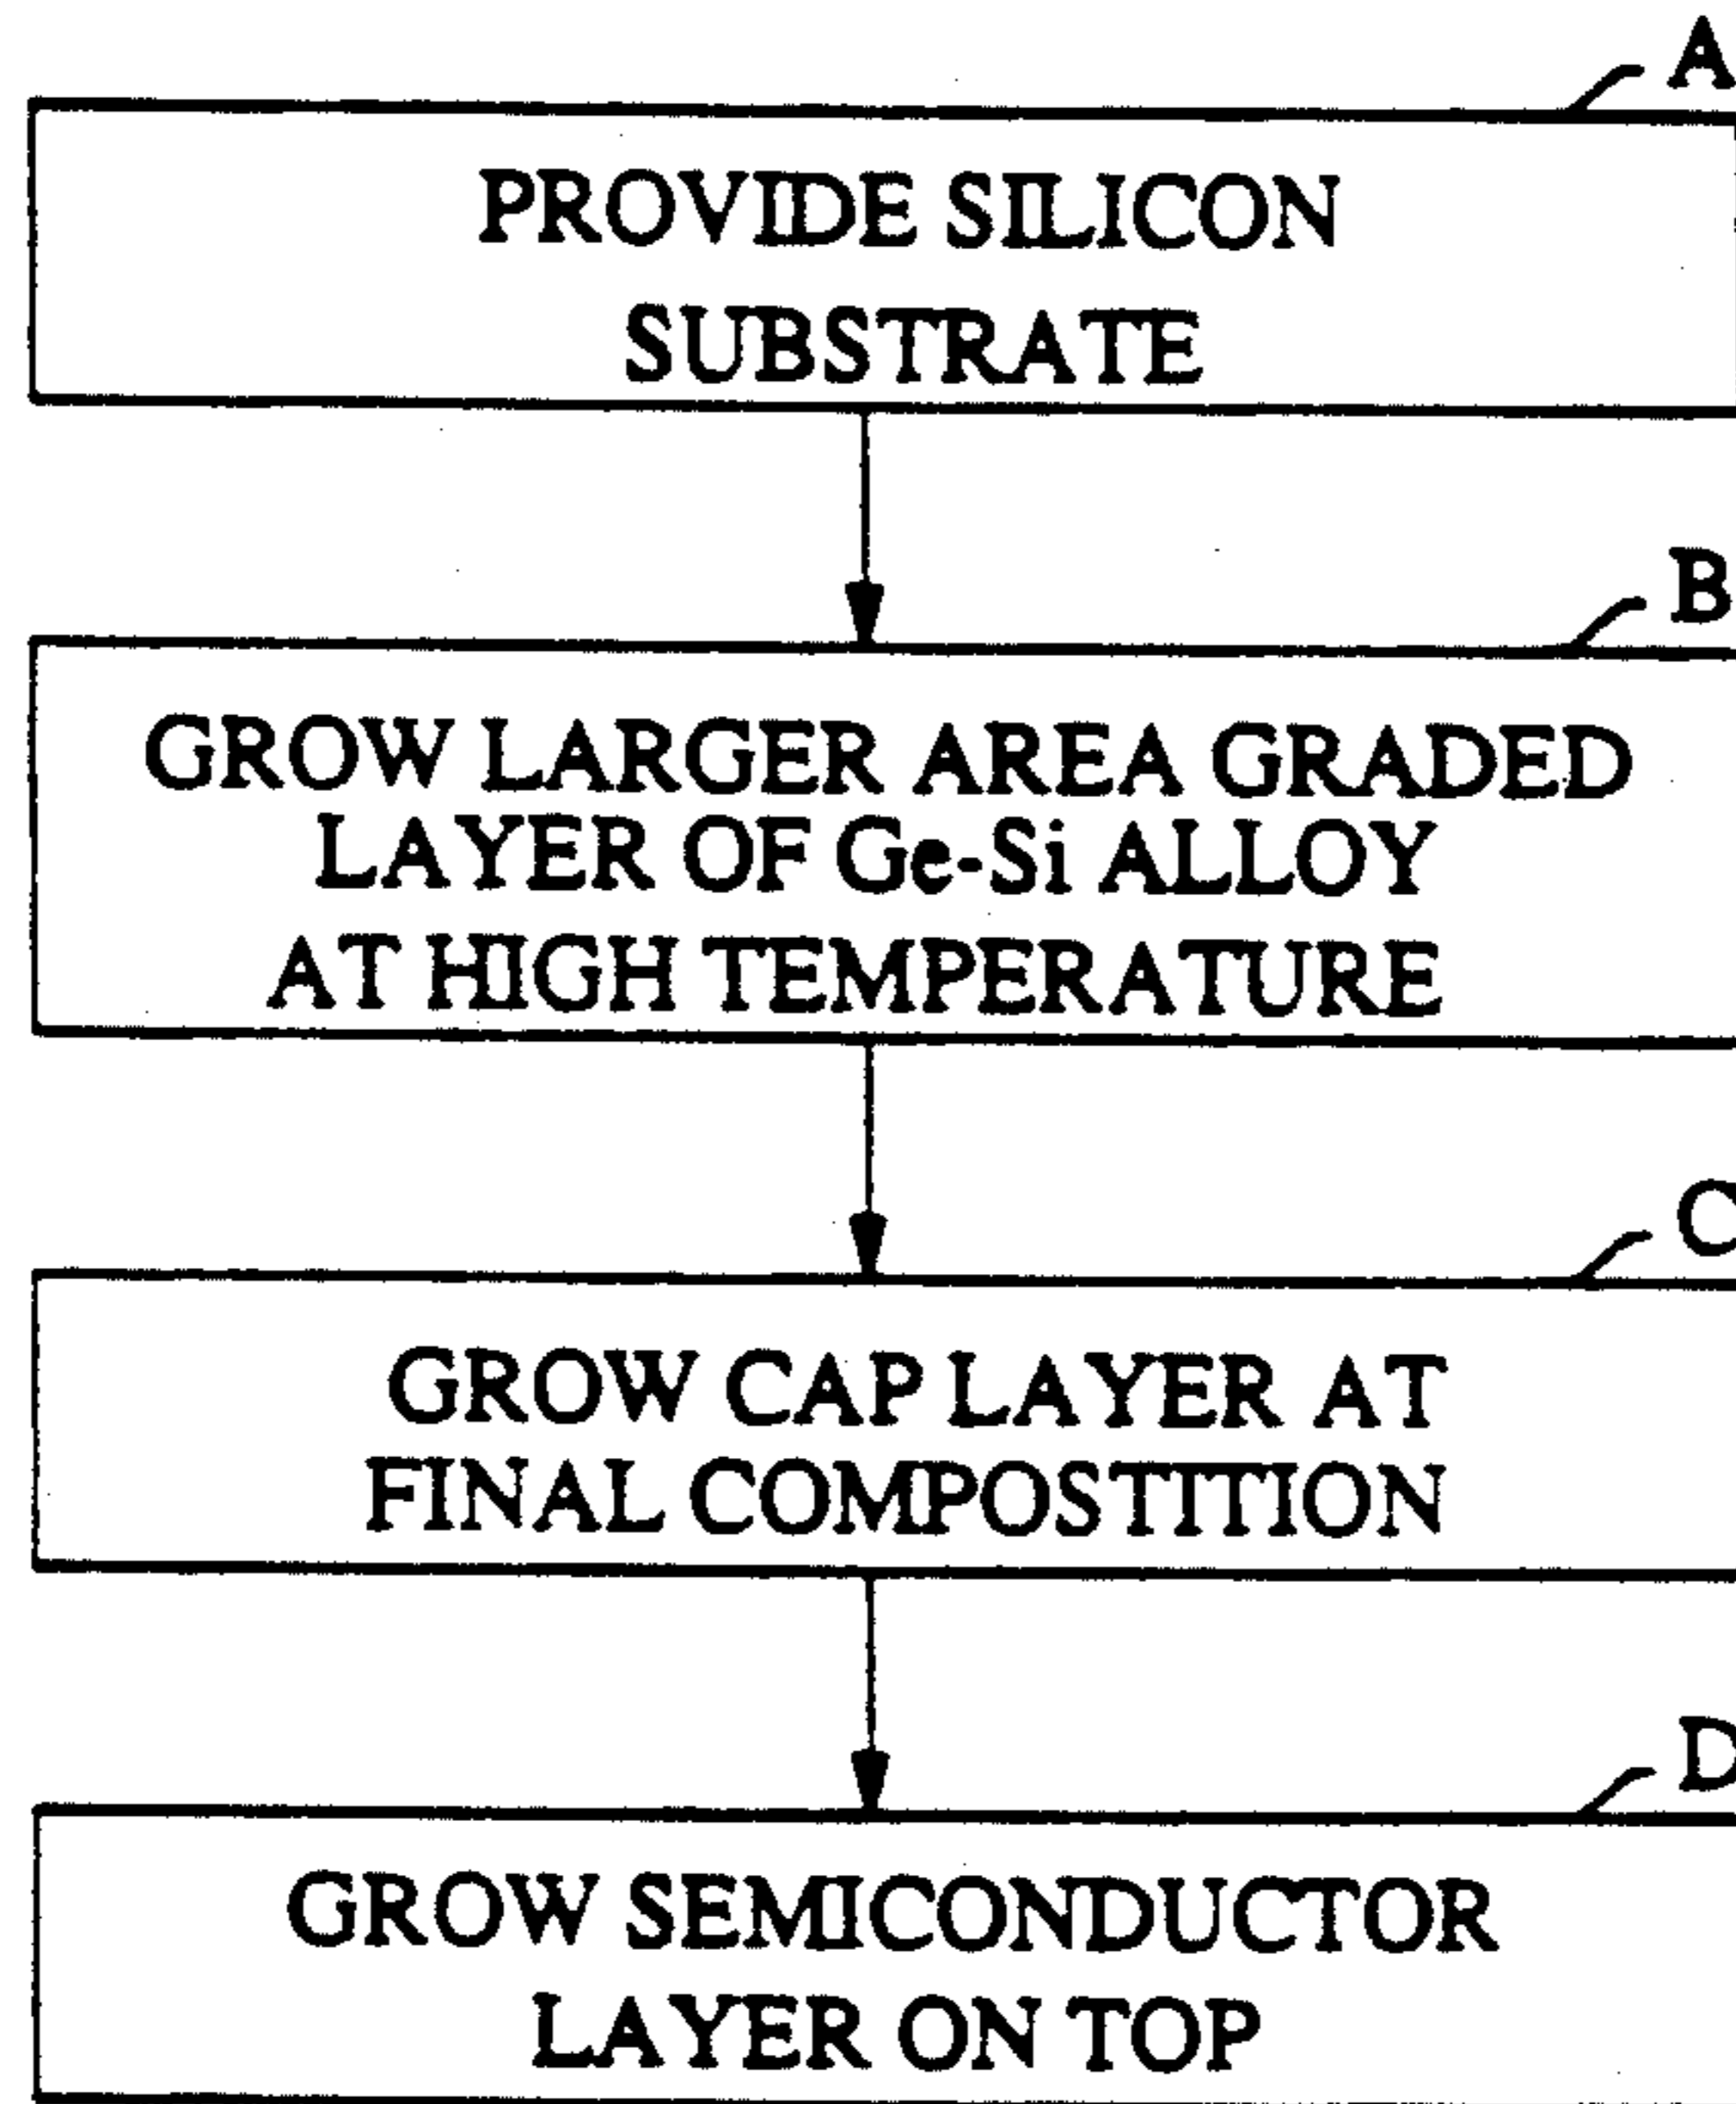 A
PROVIDE SILICON
SUBSTRATE
B
GROW LARGER AREA GRADED
LAYER OF Ge-Si ALLOY
AT HIGH TEMPERATURE
C
GROW CAP LAYER AT
FINAL COMPOSTITION
D
GROW SEMICONDUCTOR
LAYER ON TOP